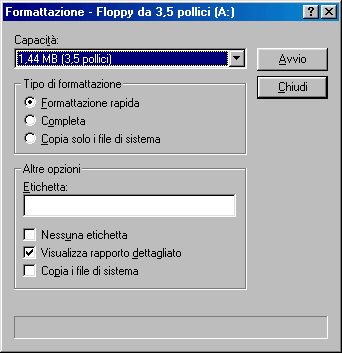 Formattazione - Floppy da 3,5 pollici (A:)
Capacità:
1,44 MB (3,5 pollici)
Avvio
Chiudi
Tipo di formattazione
Formattazione rapida
Completa
Copia solo i file di sistema
Altre opzioni
Etichetta:
Nessuna etichetta
Visualizza rapporto dettagliato
Copia i file di sistema